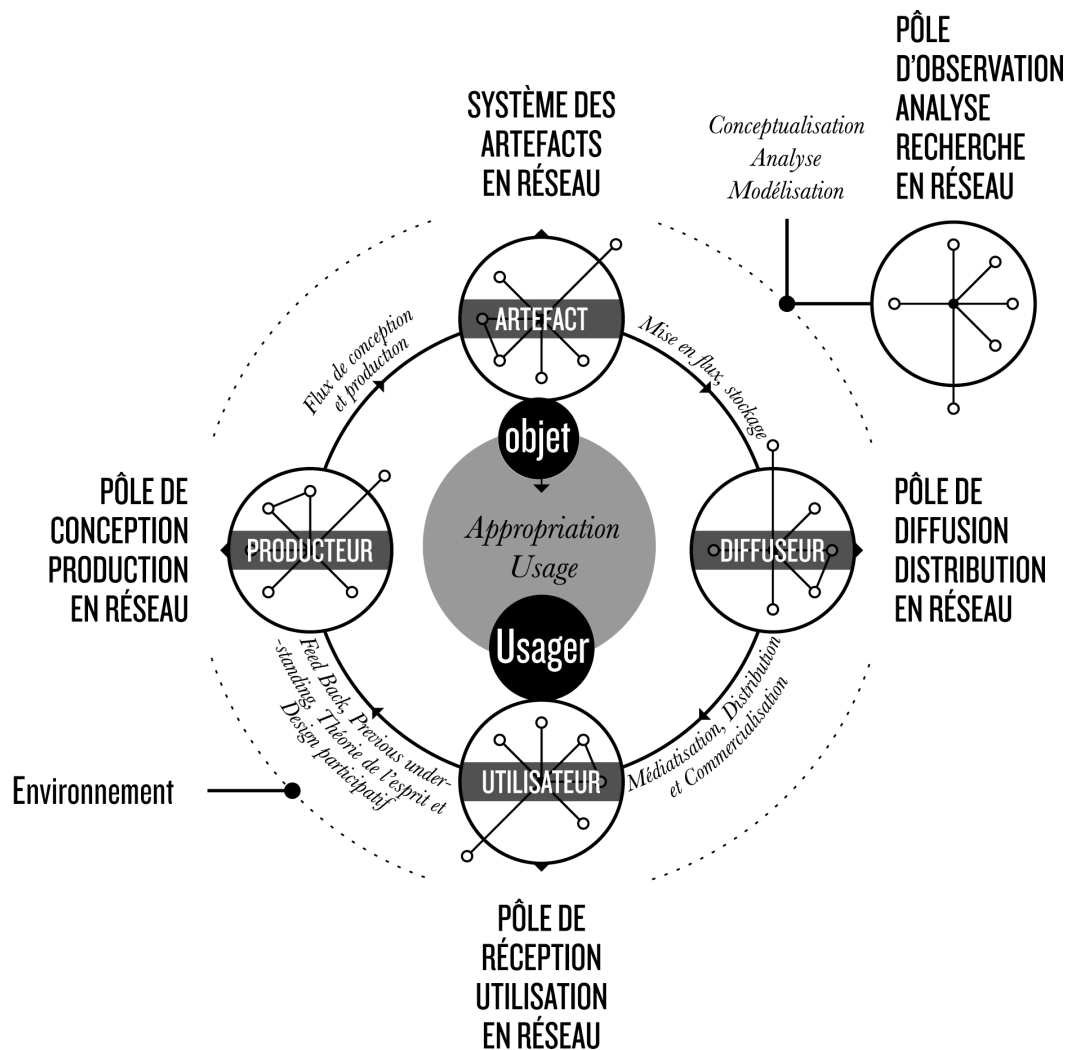 PÔLE
D'OBSERVATION
ANALYSE
RECHERCHE
EN RÉSEAU
SYSTÈME DES
ARTEFACTS
EN RÉSEAU
Conceptualisation
Analyse
Modélisation
ARTEFACT
Flux de conception
et production
Mise en flux, stockage
objet
PÔLE DE
CONCEPTION
PRODUCTION
EN RÉSEAU
PRODUCTEUR
Appropriation
Usage
DIFFUSEUR
PÔLE DE
DIFFUSION
DISTRIBUTION
EN RÉSEAU
Usager
Feed Back, Previous under-
-standing, Théorie de l'esprit et
Design participatif
Médiatisation, Distribution
et Commercialisation
UTILISATEUR
Environnement
PÔLE DE
RÉCEPTION
UTILISATION
EN RÉSEAU